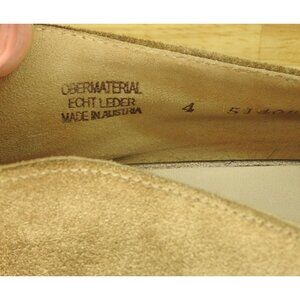 OBERMATERIAL
ECHT LEDER
MADE IN AUSTRIA
4